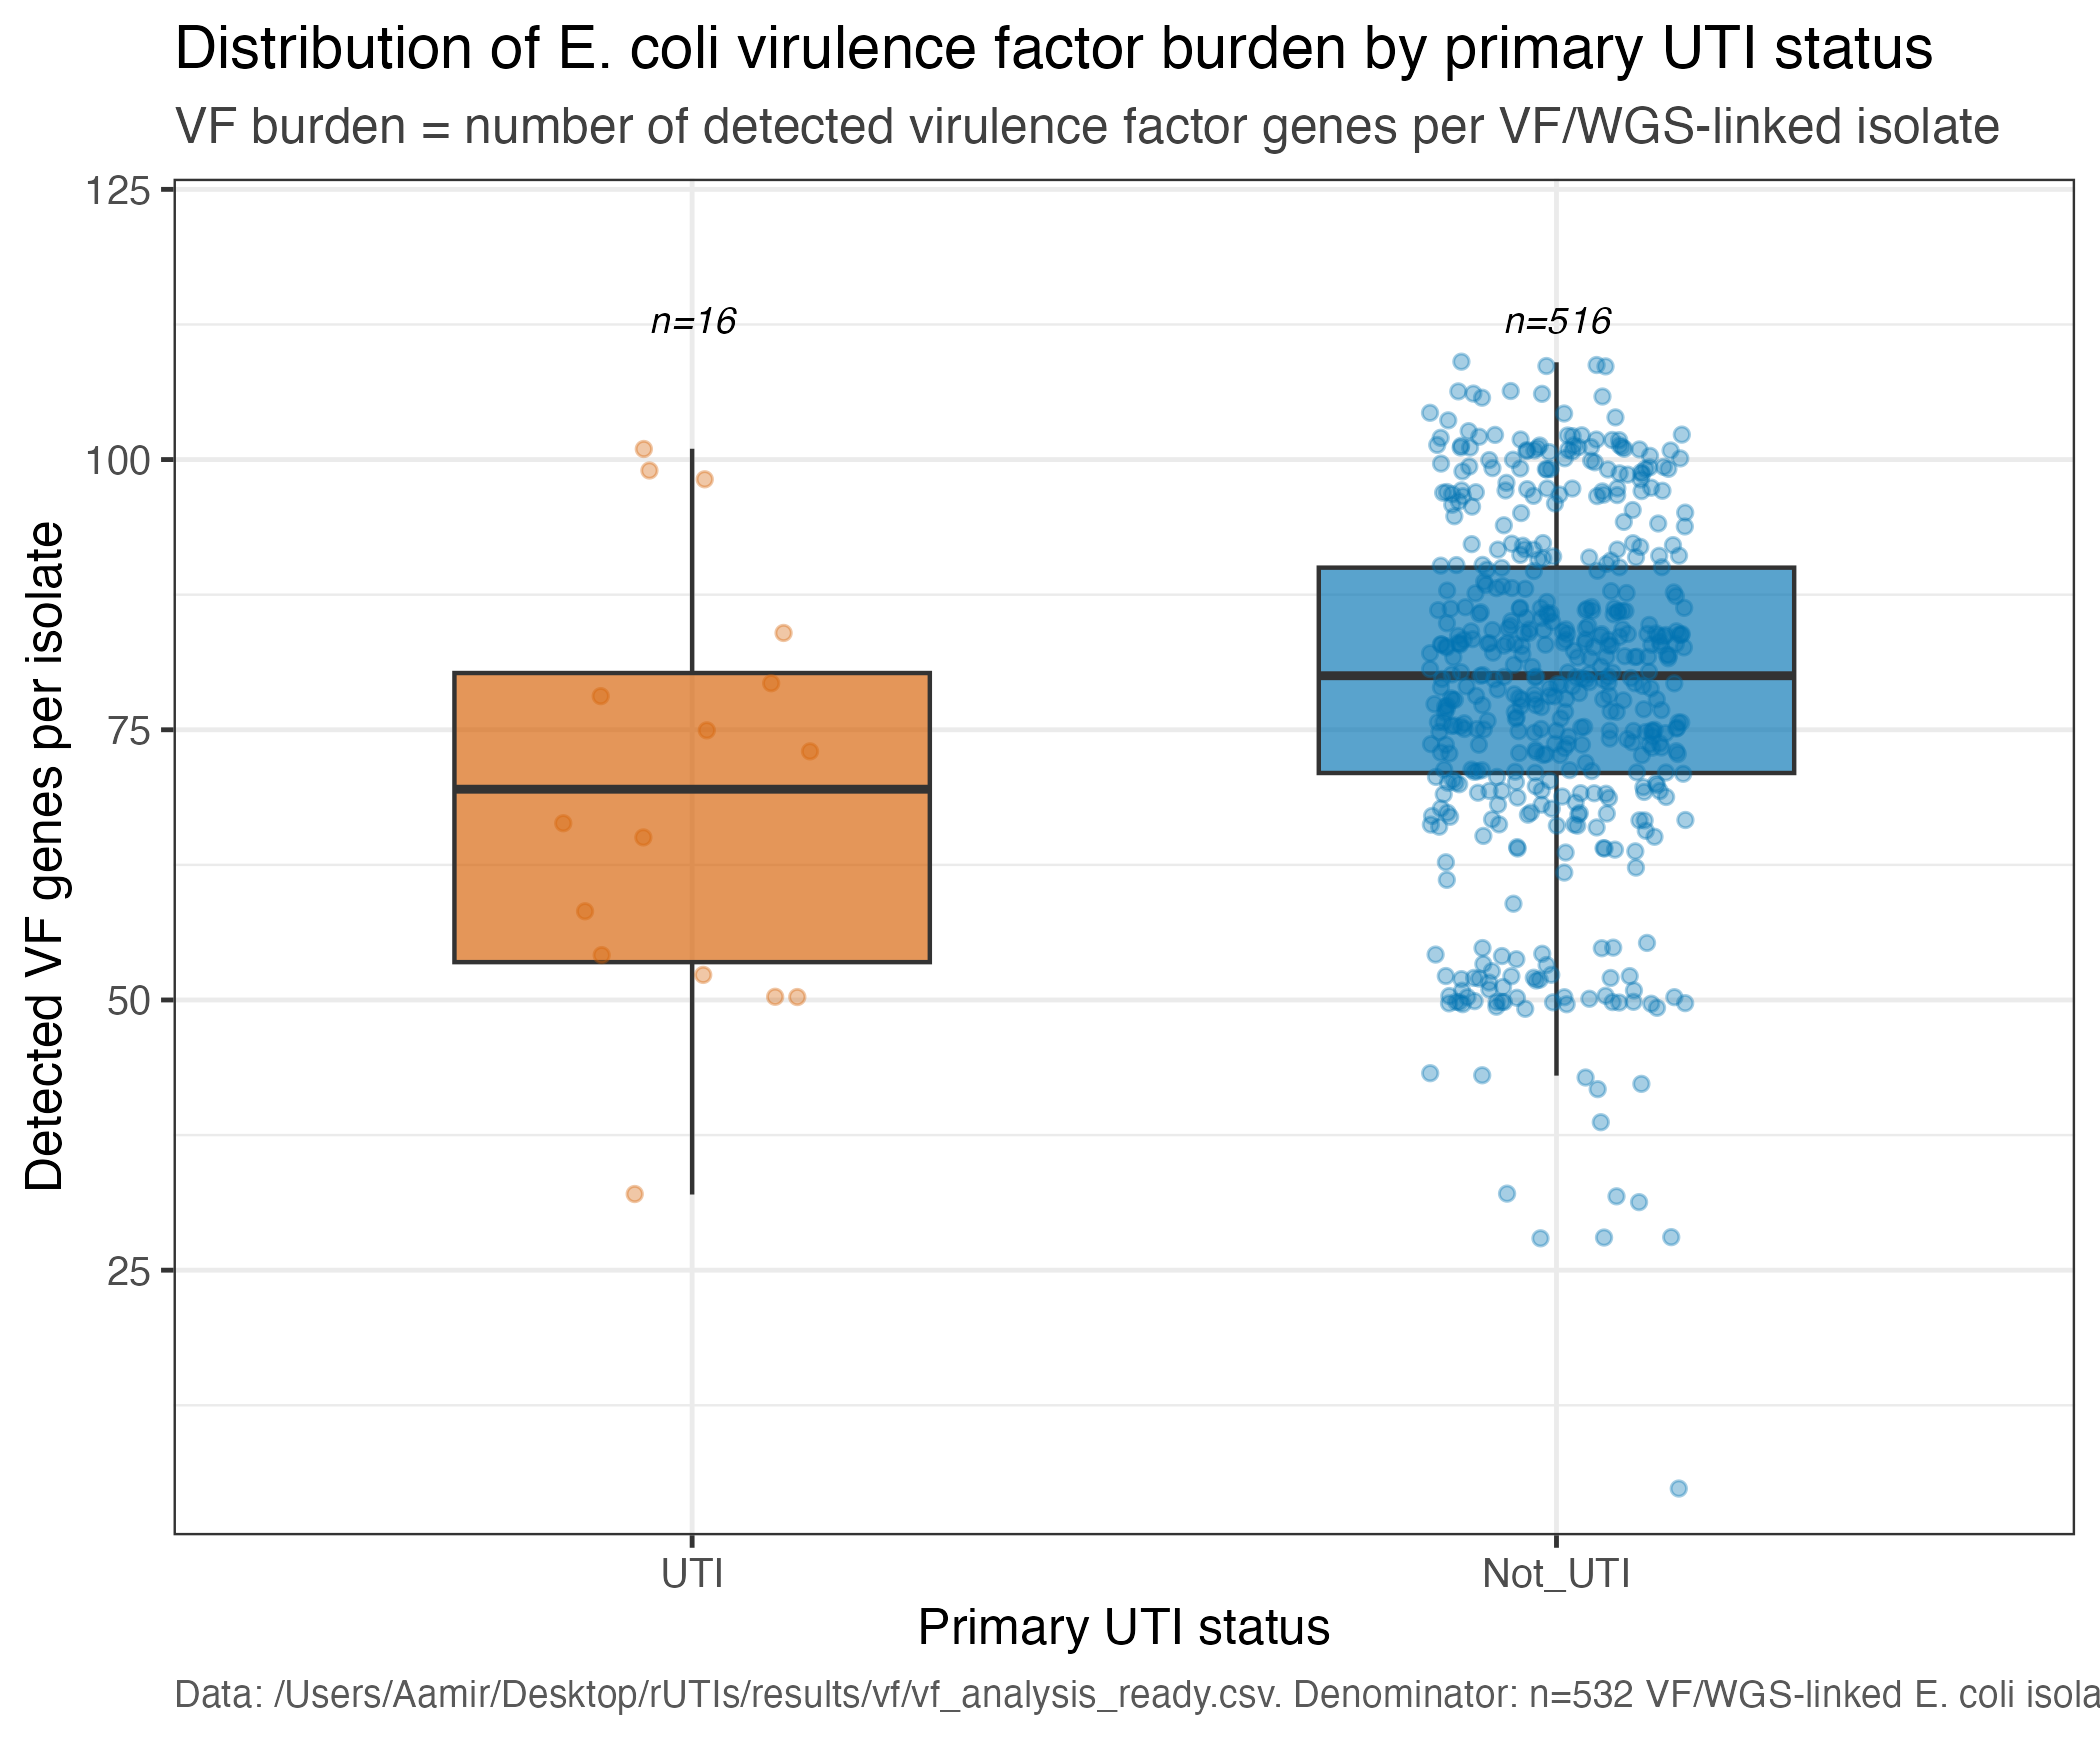 Distribution of E. coli virulence factor burden by primary UTI status
VF burden = number of detected virulence factor genes per VF/WGS-linked isolate
125
100
75
50
25
Detected VF genes per isolate
n=16
n=516
UTI
Not_UTI
Primary UTI status
Data: /Users/Aamir/Desktop/rUTIs/results/vf/vf_analysis_ready.csv. Denominator: n=532 VF/WGS-linked E. coli isola